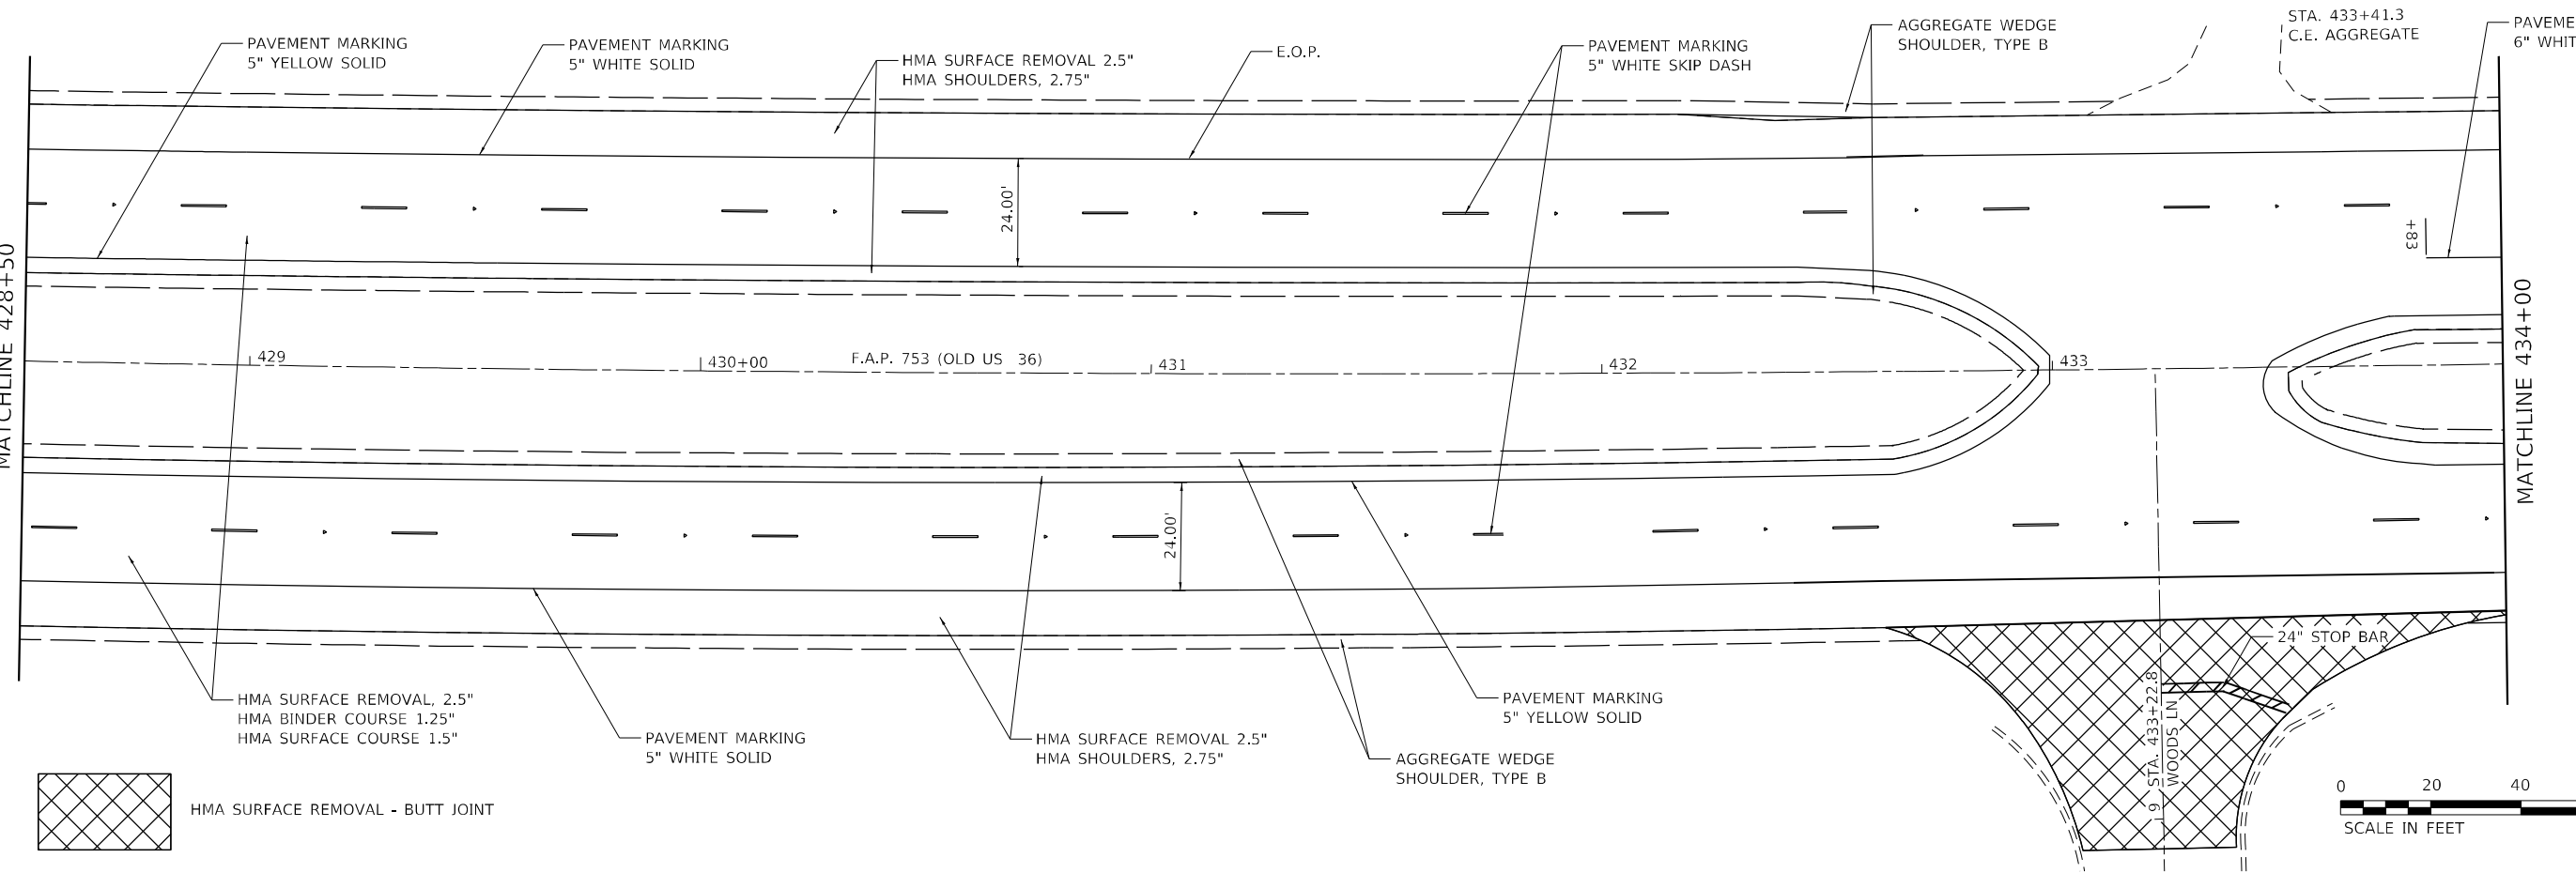 PAVEMENT MARKING
5" YELLOW SOLID
PAVEMENT MARKING
5" WHITE SOLID
HMA SURFACE REMOVAL 2.5"
HMA SHOULDERS, 2.75"
E.O.P.
PAVEMENT MARKING
5" WHITE SKIP DASH
AGGREGATE WEDGE
SHOULDER, TYPE B
STA. 433+41.3
C.E. AGGREGATE
PAVEME
6" WHIT
24.00'
+83
MATCHLINE 428+50
MATCHLINE 434+00
429
430+00
F.A.P. 753 (OLD US 36)
431
432
433
24.00'
24" STOP BAR
STA. 433+22.8
WOODS LN
9
HMA SURFACE REMOVAL, 2.5"
HMA BINDER COURSE 1.25"
HMA SURFACE COURSE 1.5"
PAVEMENT MARKING
5" WHITE SOLID
HMA SURFACE REMOVAL 2.5"
HMA SHOULDERS, 2.75"
AGGREGATE WEDGE
SHOULDER, TYPE B
PAVEMENT MARKING
5" YELLOW SOLID
HMA SURFACE REMOVAL - BUTT JOINT
0 20 40
SCALE IN FEET